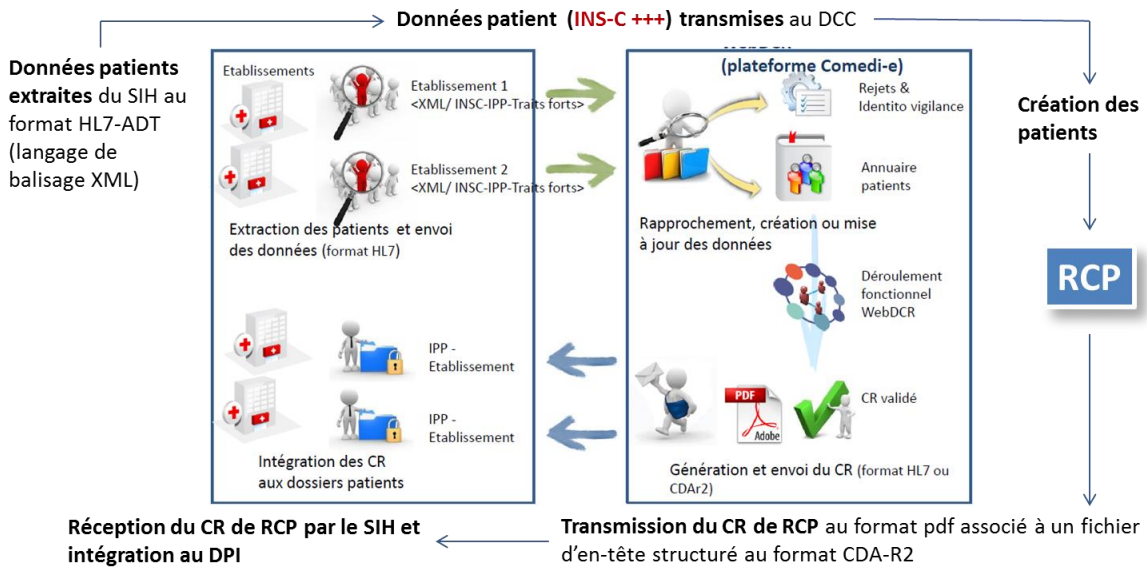 Données patient (INS-C +++) transmises au DCC
Données patients
extraites du SIH au
format HL7-ADT
(langage de
balisage XML)
Etablissements
Etablissement 1
<XML/ INSC-IPP-Traits forts>
Etablissement 2
<XML/ INSC-IPP-Traits forts>
Extraction des patients et envoi
des données (format HL7)
IPP -
Etablissement
IPP -
Etablissement
Intégration des CR
aux dossiers patients
(plateforme Comedi-e)
Rejets &
Identito vigilance
Annuaire
patients
Rapprochement, création ou mise
à jour des données
Déroulement
fonctionnel
WebDCR
PDF
Adobe
CR validé
Génération et envoi du CR (format HL7 ou
CDAr2)
Création des
patients
RCP
Transmission du CR de RCP au format pdf associé à un fichier
d'en-tête structuré au format CDA-R2
Réception du CR de RCP par le SIH et
intégration au DPI